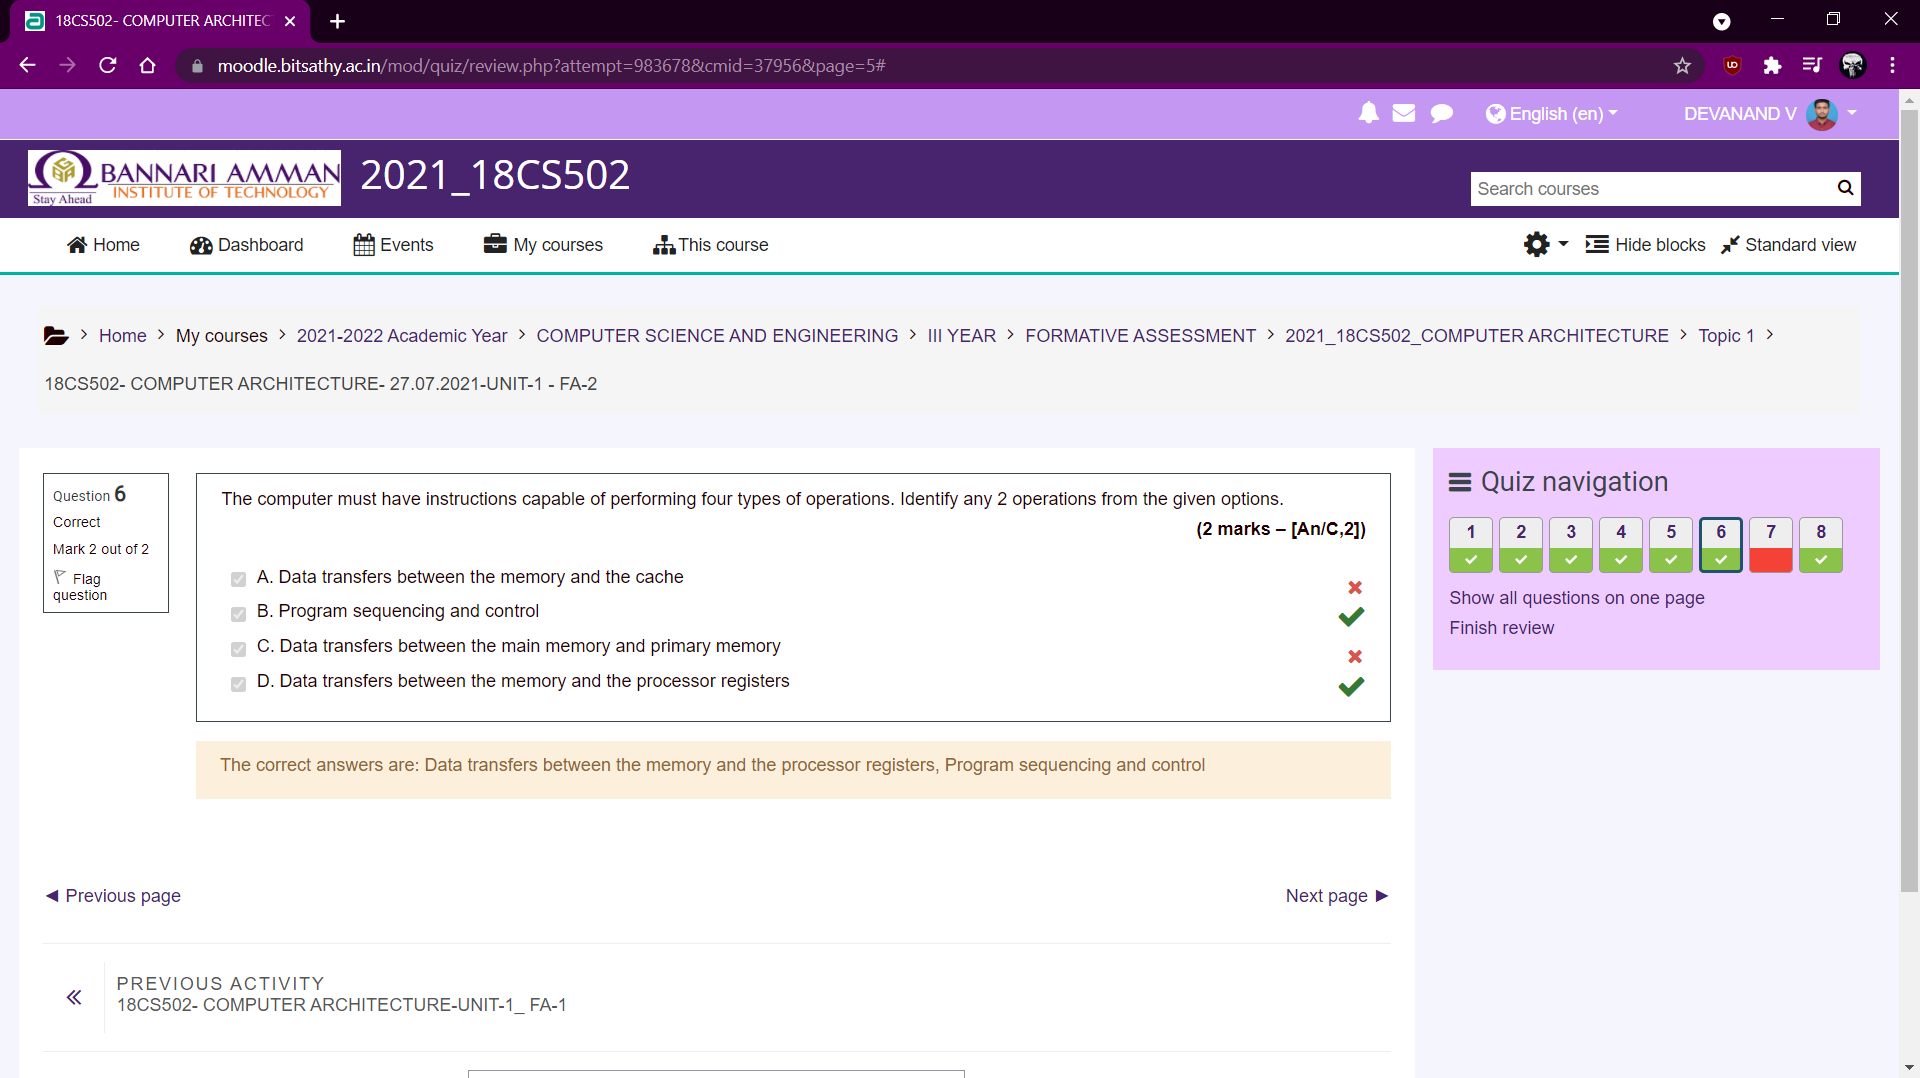 18CS502- COMPUTER ARCHITEC
moodle.bitsathy.ac.in/mod/quiz/review.php?attempt=983678&cmid=37956&page=5#
English (en)
DEVANAND V
BANNARI AMMAN
INSTITUTE OF TECHNOLOGY
Stay Ahead
2021_18CS502
Search courses
Home
Dashboard
Events
My courses
This course
Hide blocks
Standard view
Home > My courses > 2021-2022 Academic Year > COMPUTER SCIENCE AND ENGINEERING > III YEAR > FORMATIVE ASSESSMENT > 2021_18CS502_COMPUTER ARCHITECTURE > Topic 1 >
18CS502- COMPUTER ARCHITECTURE- 27.07.2021-UNIT-1 - FA-2
Question 6
Correct
Mark 2 out of 2
Flag
question
The computer must have instructions capable of performing four types of operations. Identify any 2 operations from the given options.
(2 marks – [An/C,2])
A. Data transfers between the memory and the cache
B. Program sequencing and control
C. Data transfers between the main memory and primary memory
D. Data transfers between the memory and the processor registers
The correct answers are: Data transfers between the memory and the processor registers, Program sequencing and control
Quiz navigation
1 2 3 4 5 6 7 8
Show all questions on one page
Finish review
◄ Previous page
Next page ►
PREVIOUS ACTIVITY
18CS502- COMPUTER ARCHITECTURE-UNIT-1_ FA-1